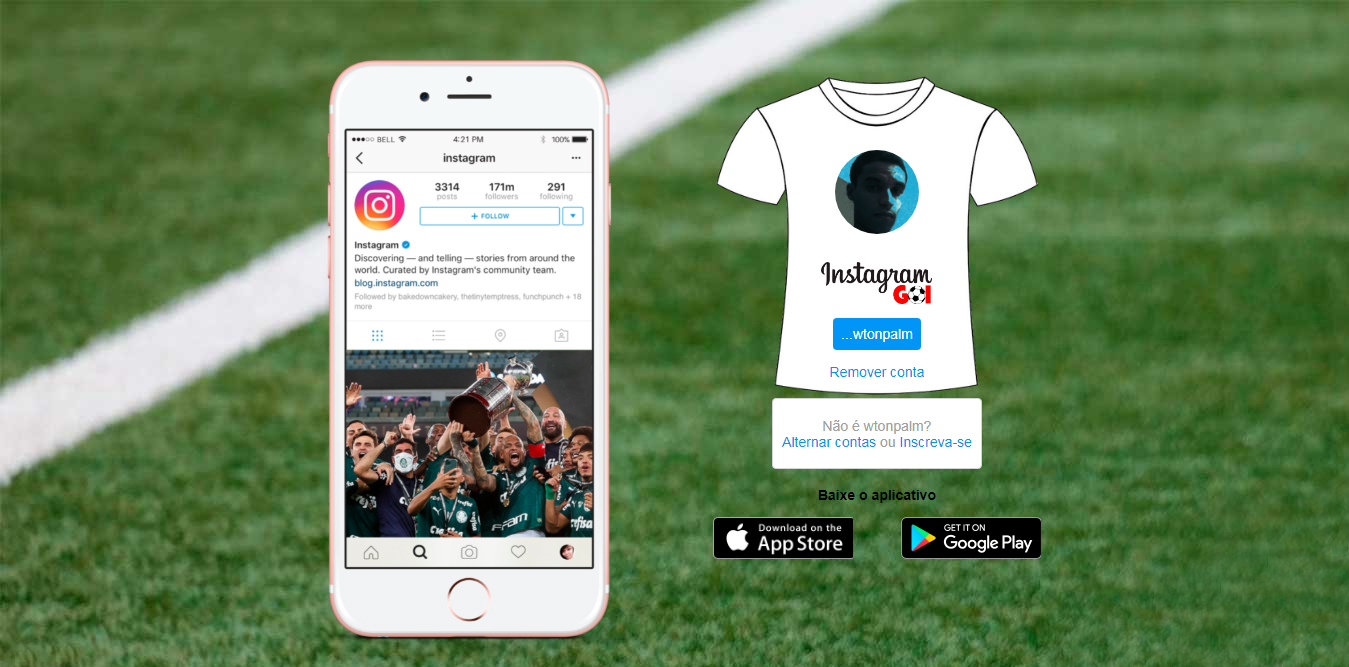 BELL
4:21 PM
100%
instagram
3314
171m
291
posts
followers
following
+ FOLLOW
Instagram
Discovering — and telling — stories from around the
world. Curated by Instagram's community team.
blog.instagram.com
Followed by bakedowncakery, thetinytemptress, funchpunch + 18
more
FFAM
Instagram
GOl
...wtonpalm
Remover conta
Não é wtonpalm?
Alternar contas ou Inscreva-se
Baixe o aplicativo
Download on the
App Store
GET IT ON
Google Play